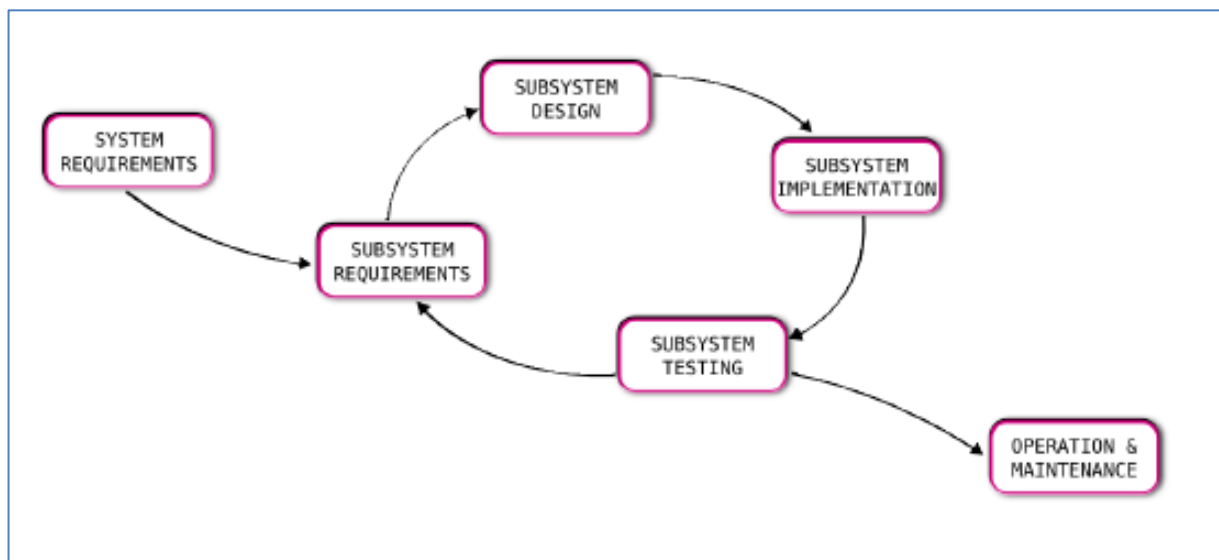 SYSTEM
REQUIREMENTS
SUBSYSTEM
REQUIREMENTS
SUBSYSTEM
DESIGN
SUBSYSTEM
IMPLEMENTATION
SUBSYSTEM
TESTING
OPERATION &
MAINTENANCE